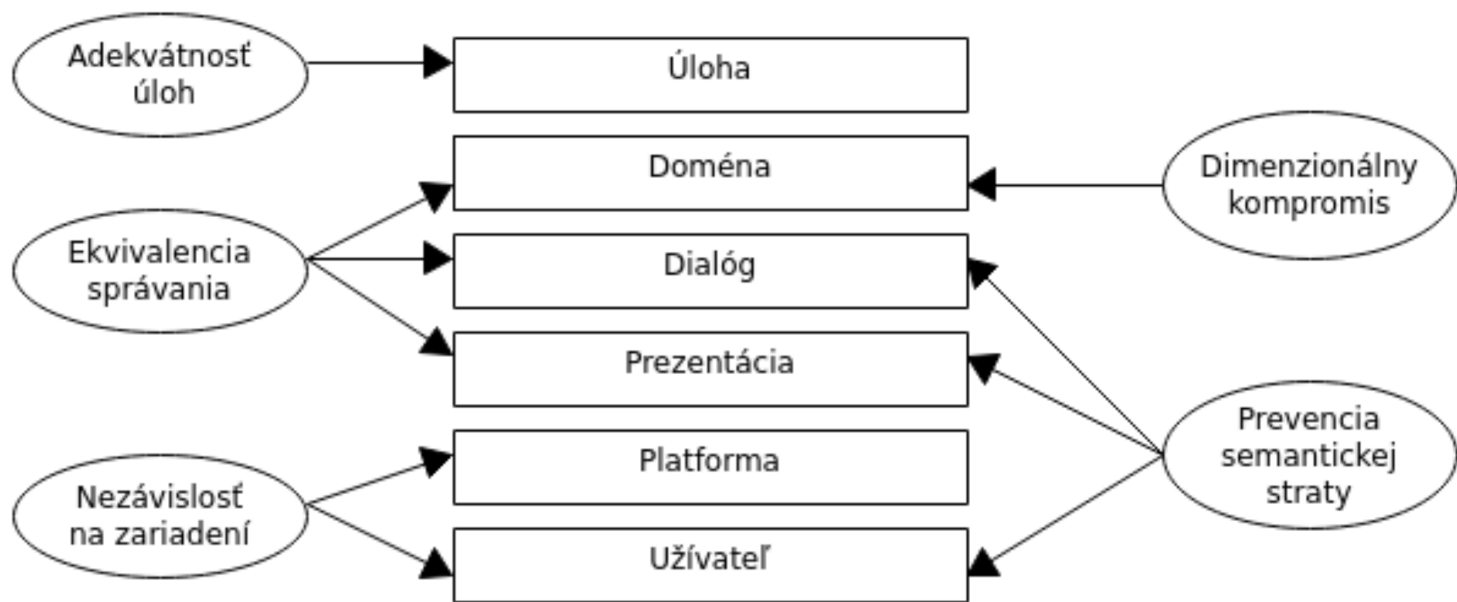 Adekvátnosť
úloh
Úloha
Doména
Dimenzionálny
kompromis
Ekvivalencia
správania
Dialóg
Prezentácia
Platforma
Prevencia
semantickej
straty
Nezávislosť
na zariadení
Užívateľ